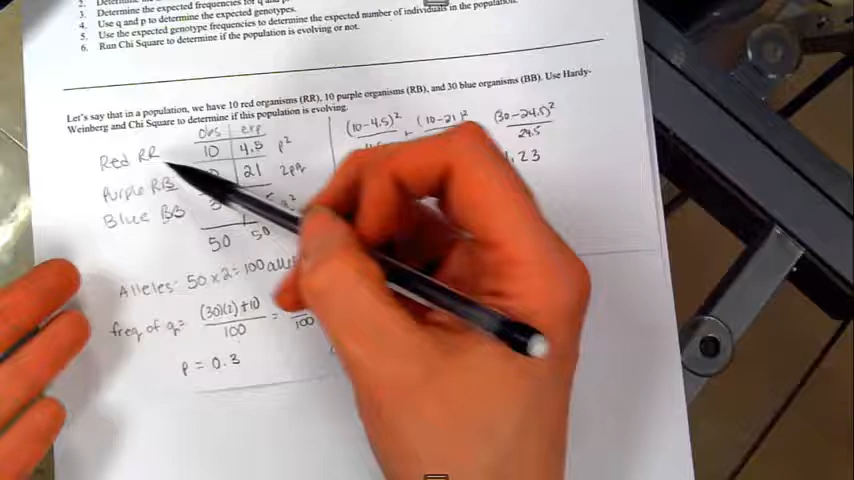 3. Determine the expected frequencies for q and p
4. Use q and p to determine the expected genotypes.
5. Use the expected genotype frequencies to determine the expected number of individuals in the population.
6. Run Chi Square to determine if the population is evolving or not.
Let's say that in a population, we have 10 red organisms (RR), 10 purple organisms (RB), and 30 blue organisms (BB). Use Hardy-
Weinberg and Chi Square to determine if this population is evolving.
Obs exp
Red RR 10 4.5 p²
Purple RB 21 2pq
Blue BB
50 50
(10-4.5)² + (10-21)² (30-24.5)²
24.5
Alleles: 50 x 2 = 100
freq of q = (30)(2) + 10
100 =
100
p = 0.3